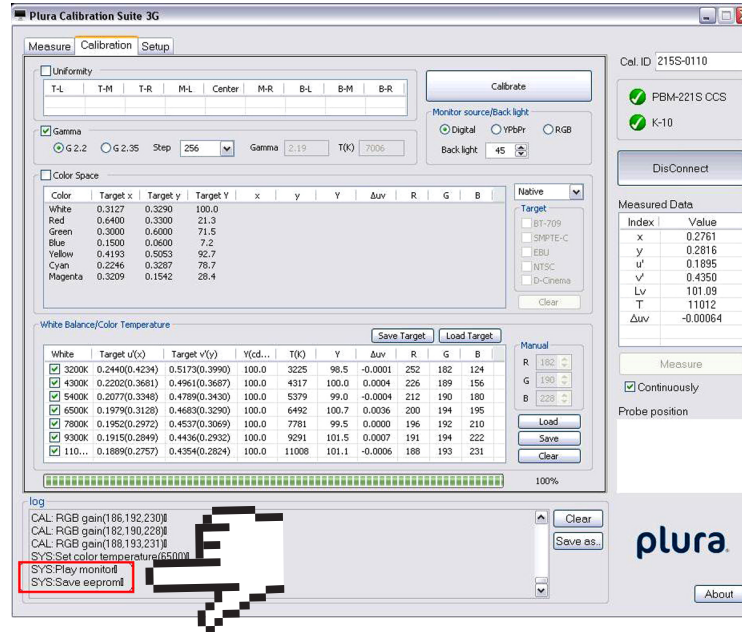 Plura Calibration Suite 3G
Measure Calibration Setup
Cal. ID 215S-0110
Uniformity
T-L T-M T-R M-L Center M-R B-L B-M B-R
Calibrate
PBM-221S CCS
K-10
Monitor source/Back light
Digital YPbPr RGB
Back light 45
Gamma
G 2.2 G 2.35 Step 256 Gamma 2.19 T(K) 7006
DisConnect
Color Space
Color Target x Target y Target Y x y Y Δuv R G B
White 0.3127 0.3290 100.0
Red 0.6400 0.3300 21.3
Green 0.3000 0.6000 71.5
Blue 0.1500 0.0600 7.2
Yellow 0.4193 0.5053 92.7
Cyan 0.2246 0.3287 78.7
Magenta 0.3209 0.1542 28.4
Native
Target
BT-709
SMPTE-C
EBU
NTSC
D-Cinema
Clear
Measured Data
Index Value
x 0.2761
y 0.2816
u' 0.1895
v' 0.4350
Lv 101.09
T 11012
Δuv -0.00064
White Balance/Color Temperature
Save Target Load Target
White Target u'(x) Target v'(y) Y(cd... T(K) Y Δuv R G B
3200K 0.2440(0.4234) 0.5173(0.3990) 100.0 3225 98.5 -0.0001 252 182 124
4300K 0.2202(0.3681) 0.4961(0.3687) 100.0 4317 100.0 0.0004 226 189 156
5400K 0.2077(0.3348) 0.4789(0.3430) 100.0 5379 99.0 -0.0004 212 190 180
6500K 0.1979(0.3128) 0.4683(0.3290) 100.0 6492 100.7 0.0036 200 194 195
7800K 0.1952(0.2972) 0.4537(0.3069) 100.0 7781 99.5 0.0000 196 192 210
9300K 0.1915(0.2849) 0.4436(0.2932) 100.0 9291 101.5 0.0007 191 194 222
110... 0.1889(0.2757) 0.4354(0.2824) 100.0 11008 101.1 -0.0006 188 193 231
Manual
R 182
G 190
B 228
Load
Save
Clear
Measure
Continuously
Probe position
100%
log
CAL: RGB gain(186,192,230)
CAL: RGB gain(182,190,228)
CAL: RGB gain(188,193,231)
SYS:Set color temperature(6500)
SYS:Play monitor
SYS:Save eeprom
Clear
Save as..
plura
About